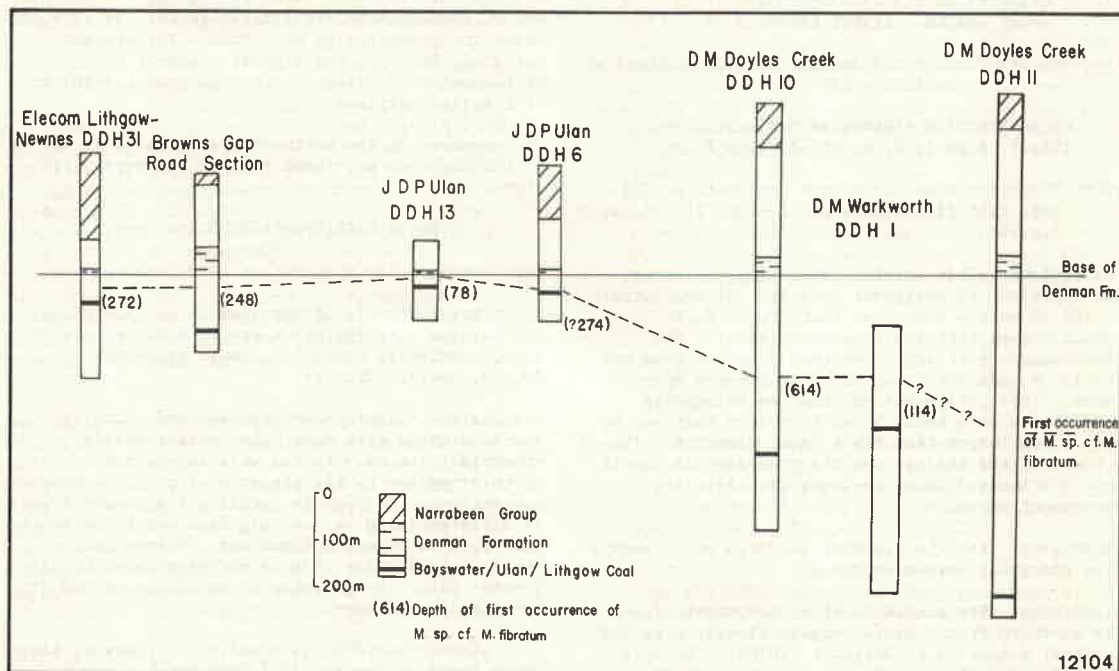 D M Doyles Creek
DDH 11
D M Doyles Creek
DDH 10
Elecom Lithgow-
Newnes DDH 31
Browns Gap
Road Section
J D P Ulan
DDH 6
J D P Ulan
DDH 13
D M Warkworth
DDH 1
Base of
Denman Fm.
(272)
(248)
(78)
(?274)
(614)
(114)
? ? ?
First occurrence
of M. sp. cf. M.
fibratum
0
100m
200m
Narrabeen Group
Denman Formation
Bayswater/Ulan/Lithgow Coal
(614) Depth of first occurrence of
M. sp. cf. M. fibratum
12104